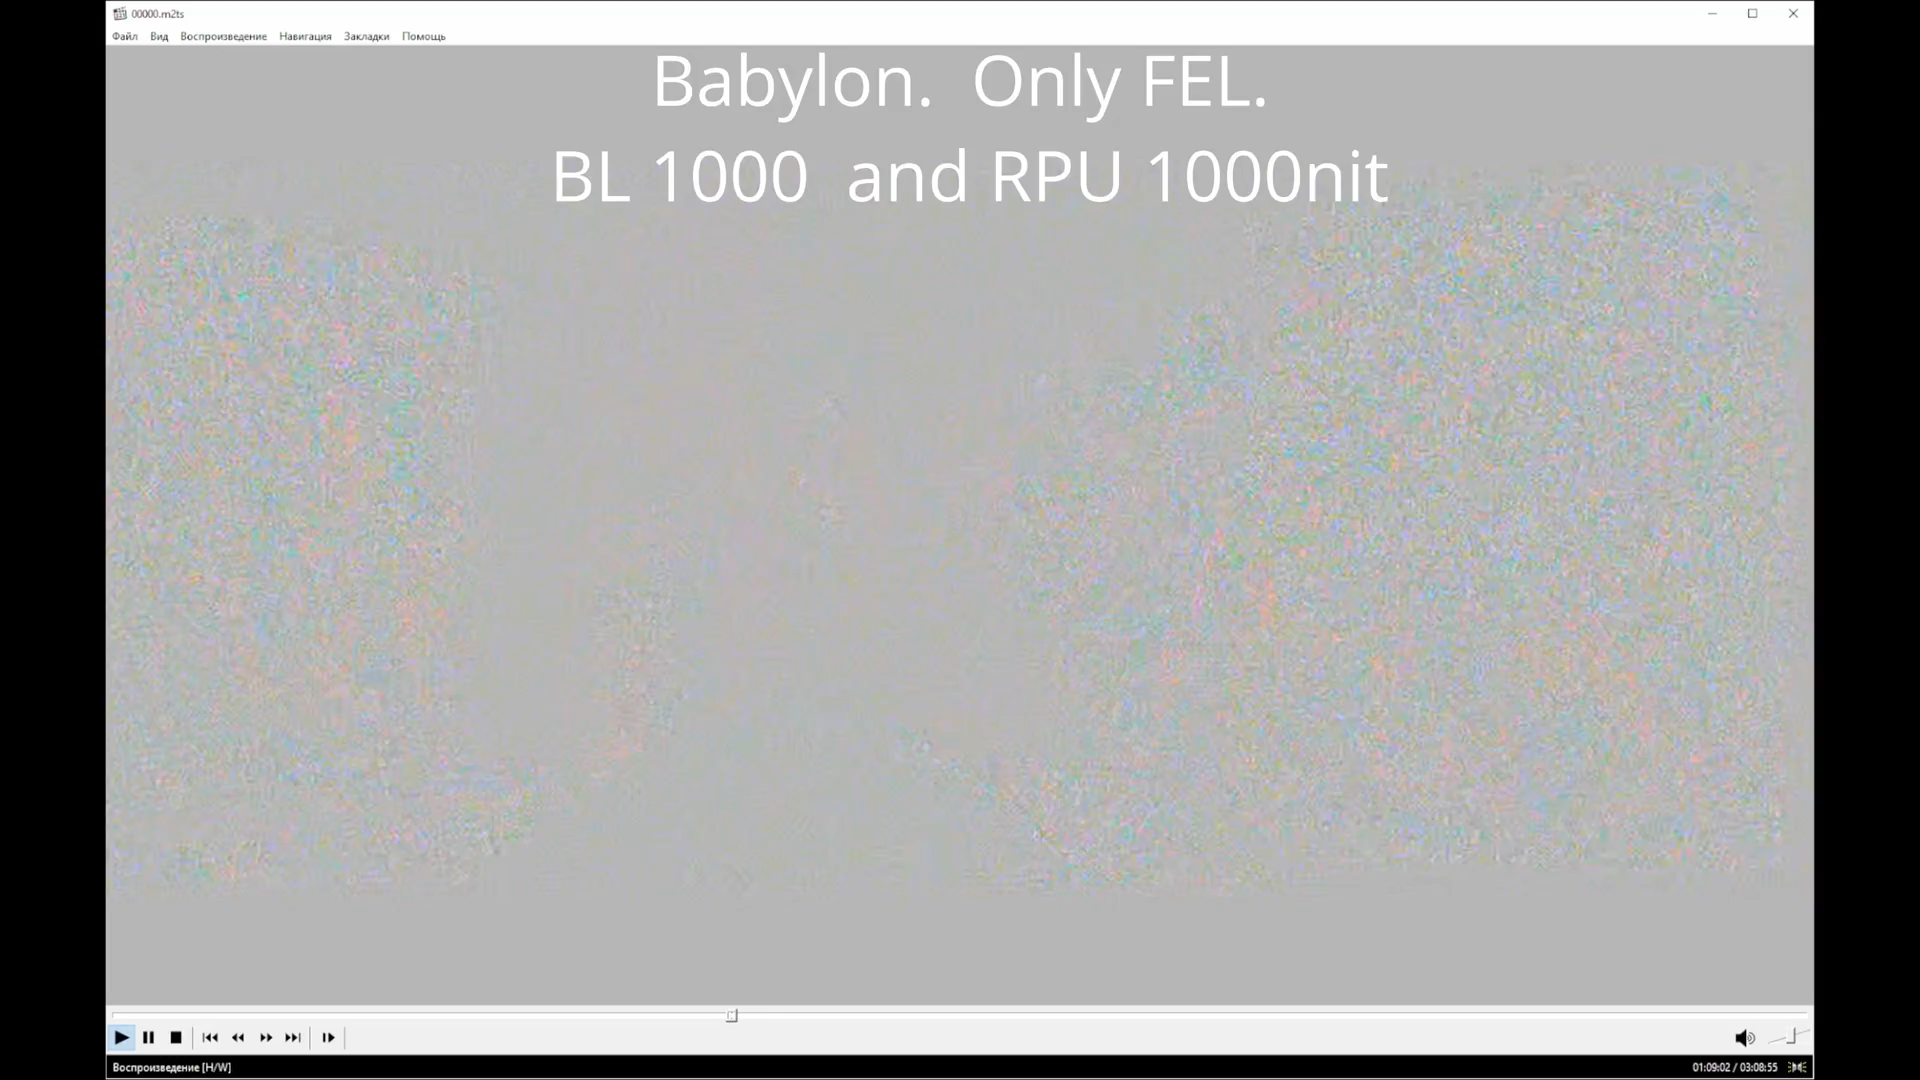 00000.m2ts
Файл Вид Воспроизведение Навигация Закладки Помощь
Babylon. Only FEL.
BL 1000 and RPU 1000nit
Воспроизведение [H/W]
01:09:02 / 03:08:55